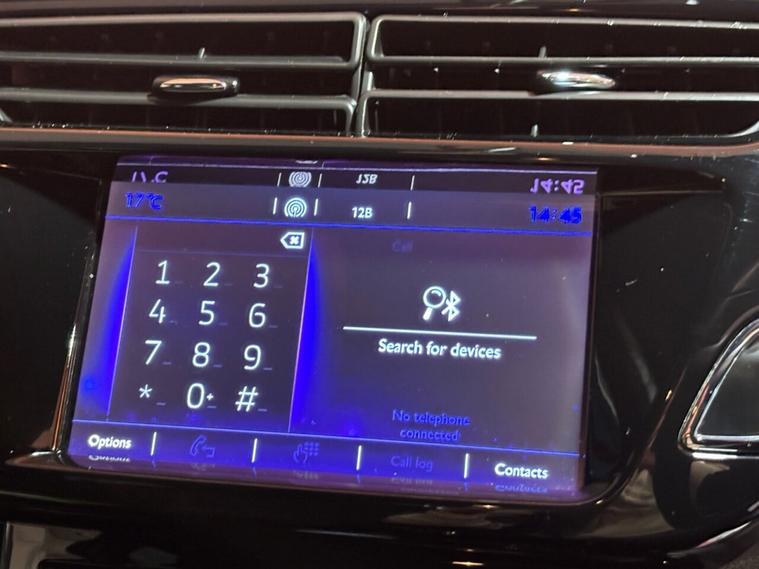 17°C 12B 14:45
Call
1 2 3
4 5 6
7 8 9
* 0+ #
Search for devices
No telephone
connected
Options Call log Contacts